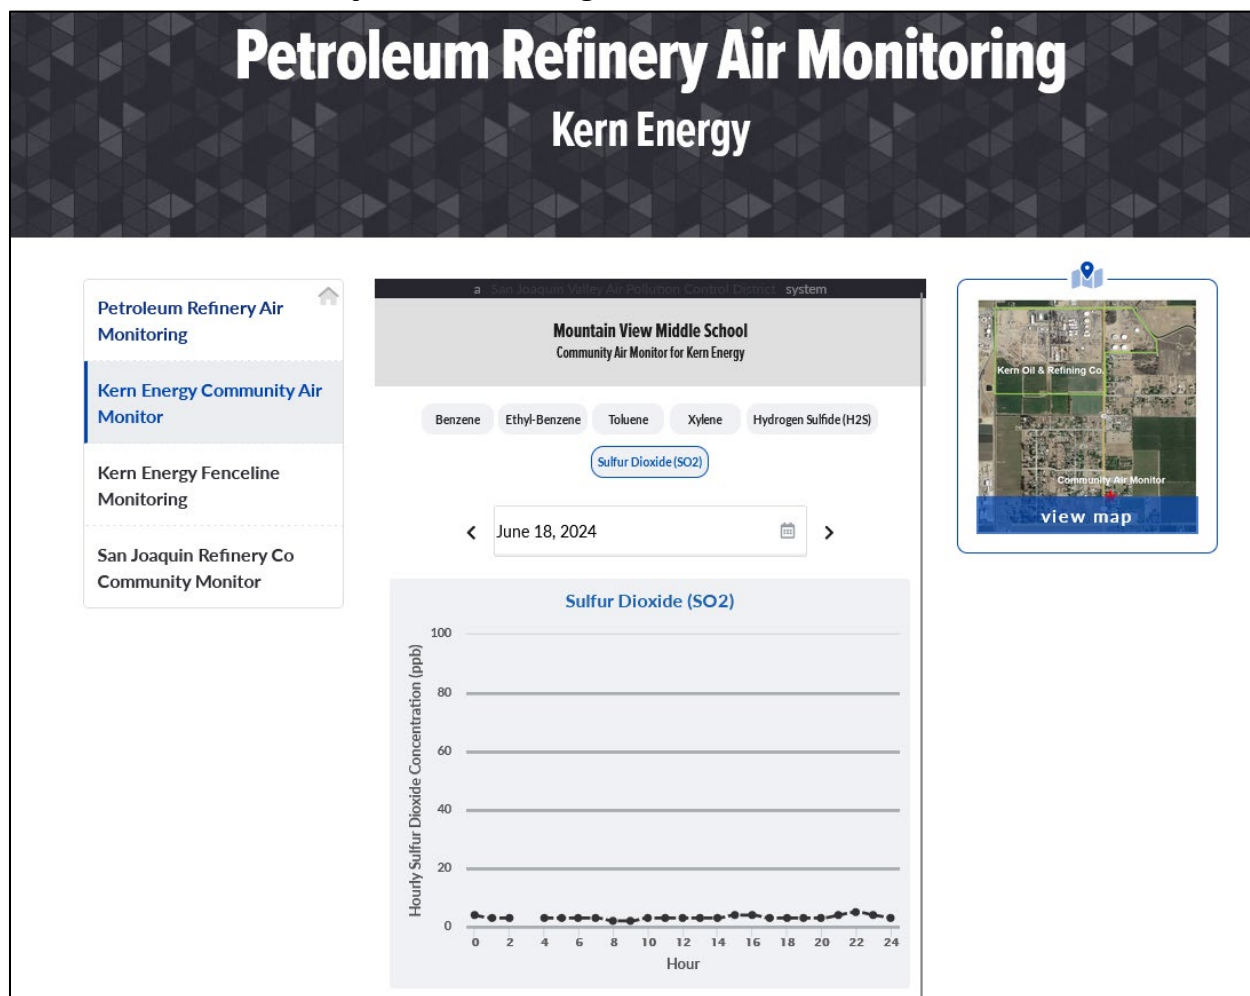 Petroleum Refinery Air Monitoring
Kern Energy
Petroleum Refinery Air
Monitoring
Kern Energy Community Air
Monitor
Kern Energy Fenceline
Monitoring
San Joaquin Refinery Co
Community Monitor
a San Joaquin Valley Air Pollution Control District system
Mountain View Middle School
Community Air Monitor for Kern Energy
Benzene Ethyl-Benzene Toluene Xylene Hydrogen Sulfide (H2S)
Sulfur Dioxide (SO2)
June 18, 2024
Sulfur Dioxide (SO2)
Hourly Sulfur Dioxide Concentration (ppb)
100
80
60
40
20
0
0 2 4 6 8 10 12 14 16 18 20 22 24
Hour
Kern Oil & Refining Co.
Community Air Monitor
view map